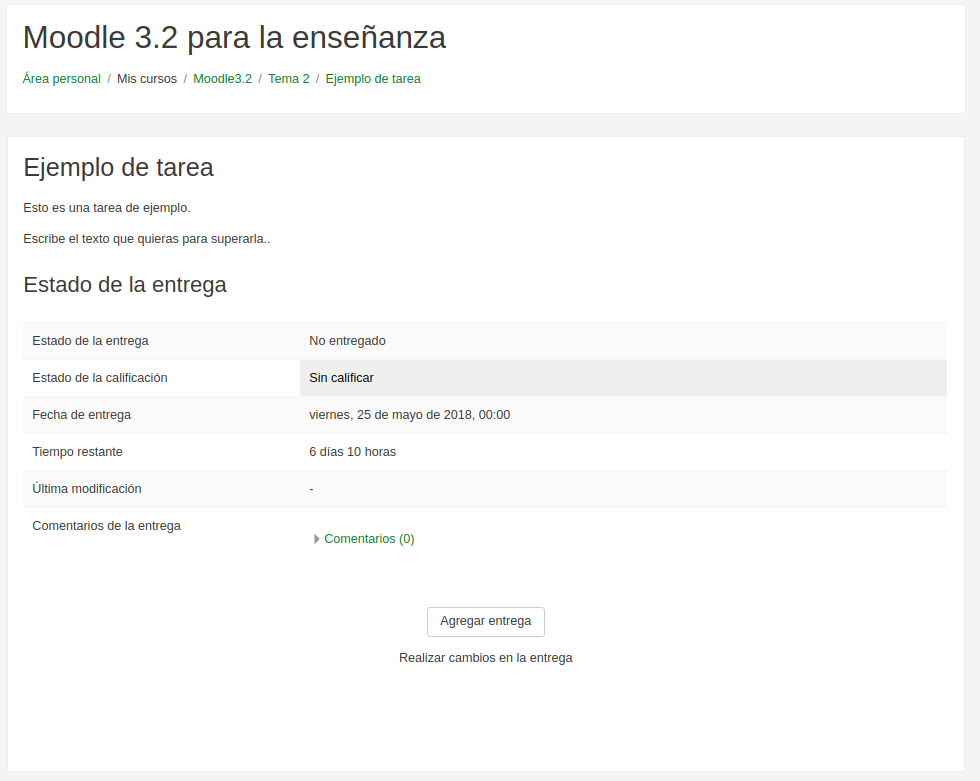 Moodle 3.2 para la enseñanza
Área personal / Mis cursos / Moodle3.2 / Tema 2 / Ejemplo de tarea
Ejemplo de tarea
Esto es una tarea de ejemplo.
Escribe el texto que quieras para superarla..
Estado de la entrega
Estado de la entrega No entregado
Estado de la calificación Sin calificar
Fecha de entrega viernes, 25 de mayo de 2018, 00:00
Tiempo restante 6 días 10 horas
Última modificación -
Comentarios de la entrega
Comentarios (0)
Agregar entrega
Realizar cambios en la entrega